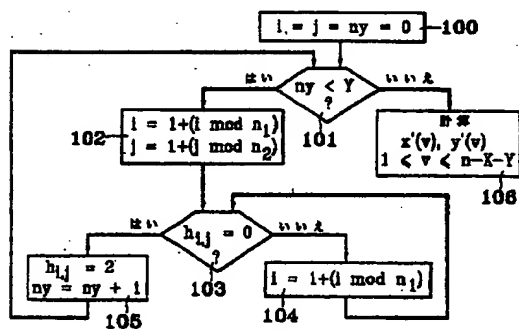 i = j = ny = 0
100
はい
ny < Y
?
いいえ
101
102
i = 1+(i mod n₁)
j = 1+(j mod n₂)
計算
x'(v), y'(v)
1 < v < n-X-Y
106
はい
hᵢ,ⱼ = 0
?
いいえ
103
hᵢ,ⱼ = 2
ny = ny + 1
105
i = 1+(i mod n₁)
104